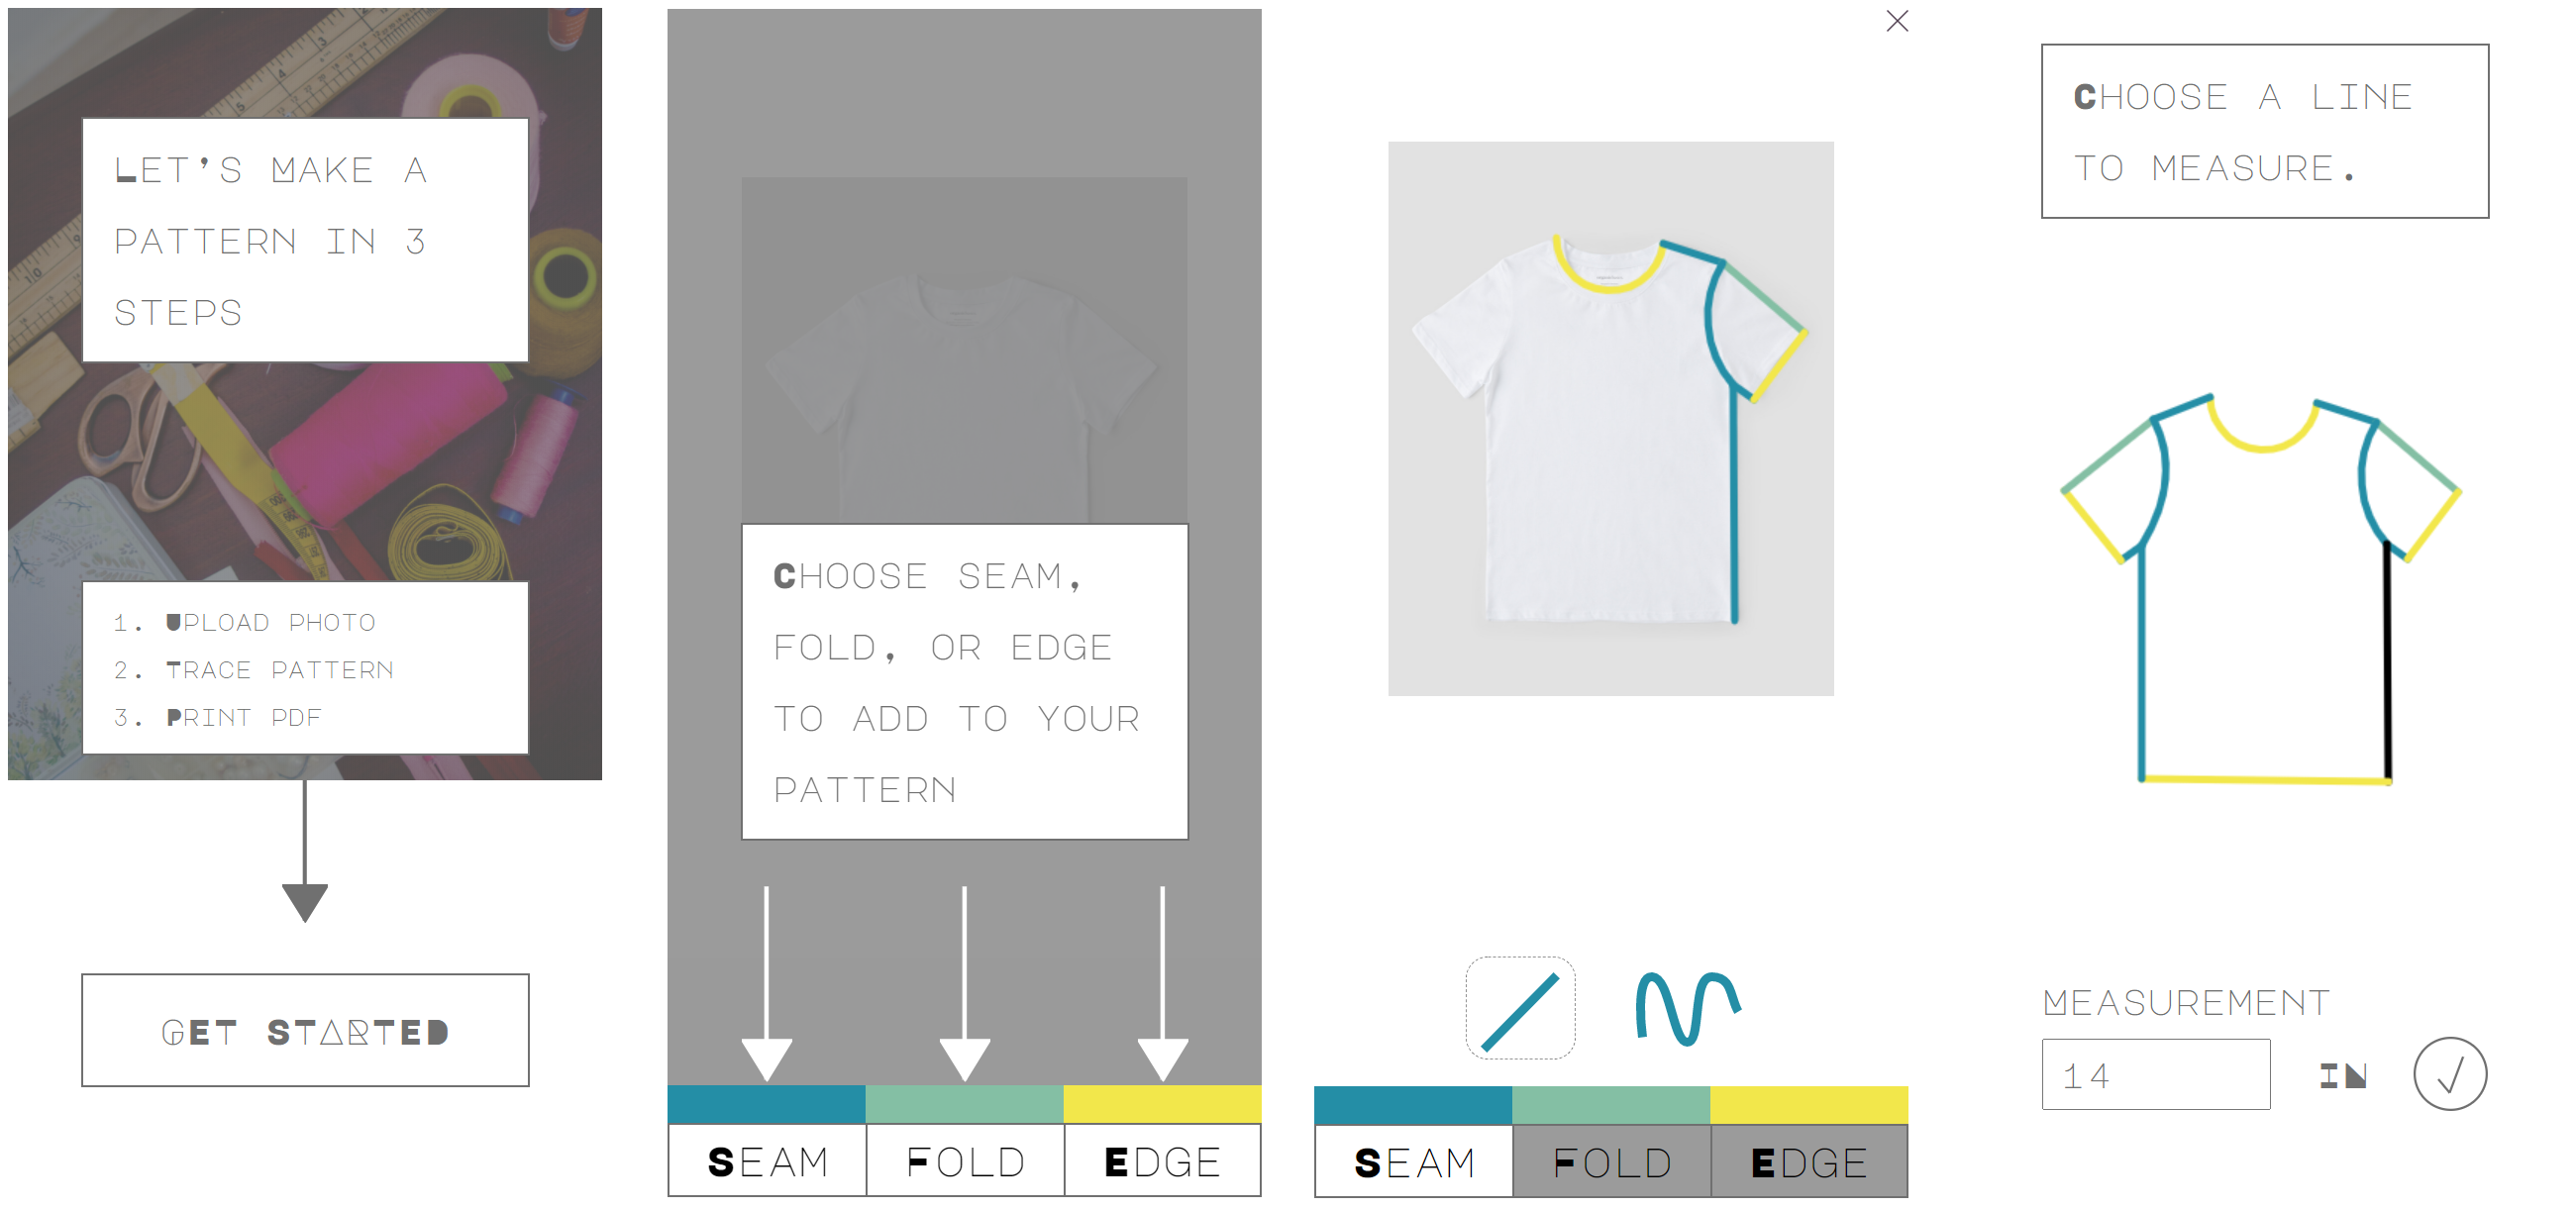 LET'S MAKE A
PATTERN IN 3
STEPS
1. UPLOAD PHOTO
2. TRACE PATTERN
3. PRINT PDF
GET STARTED
CHOOSE SEAM,
FOLD, OR EDGE
TO ADD TO YOUR
PATTERN
SEAM FOLD EDGE
SEAM FOLD EDGE
CHOOSE A LINE
TO MEASURE.
MEASUREMENT
14 IN